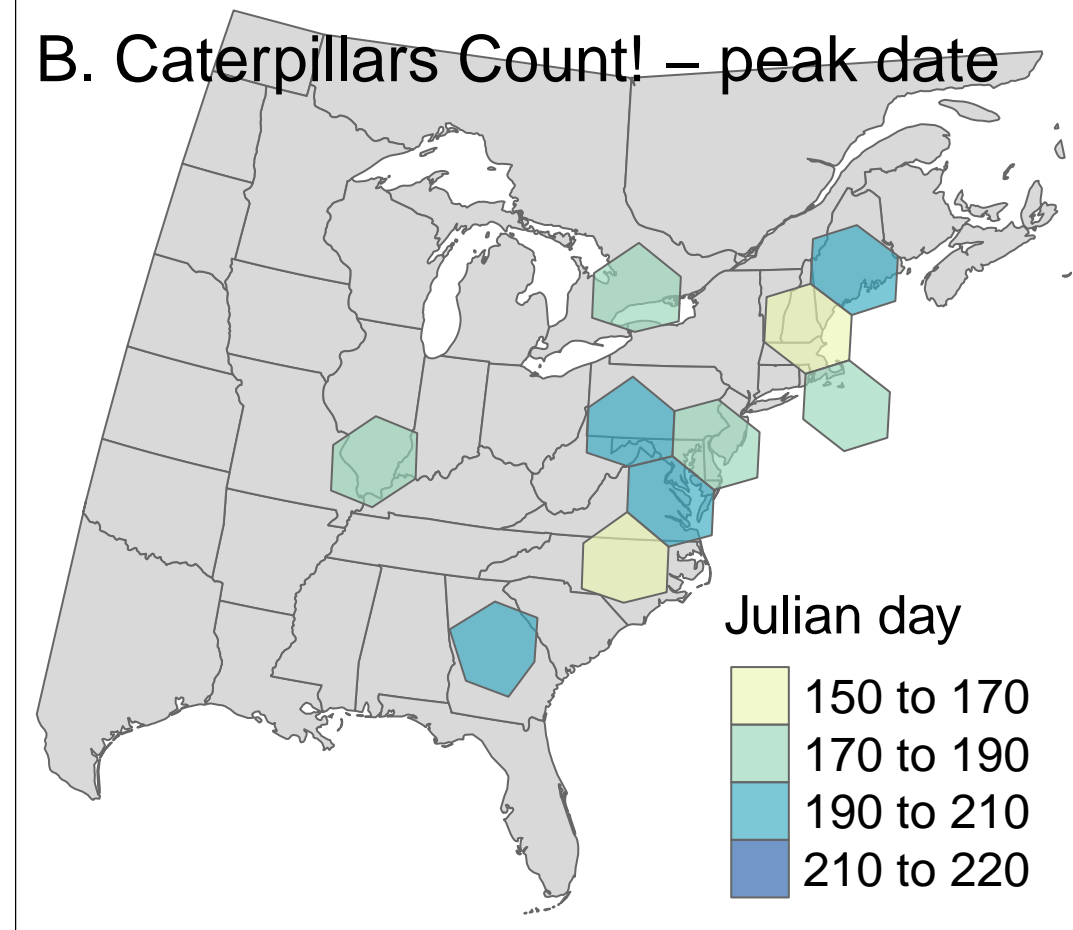 B. Caterpillars Count! – peak date
Julian day
150 to 170
170 to 190
190 to 210
210 to 220